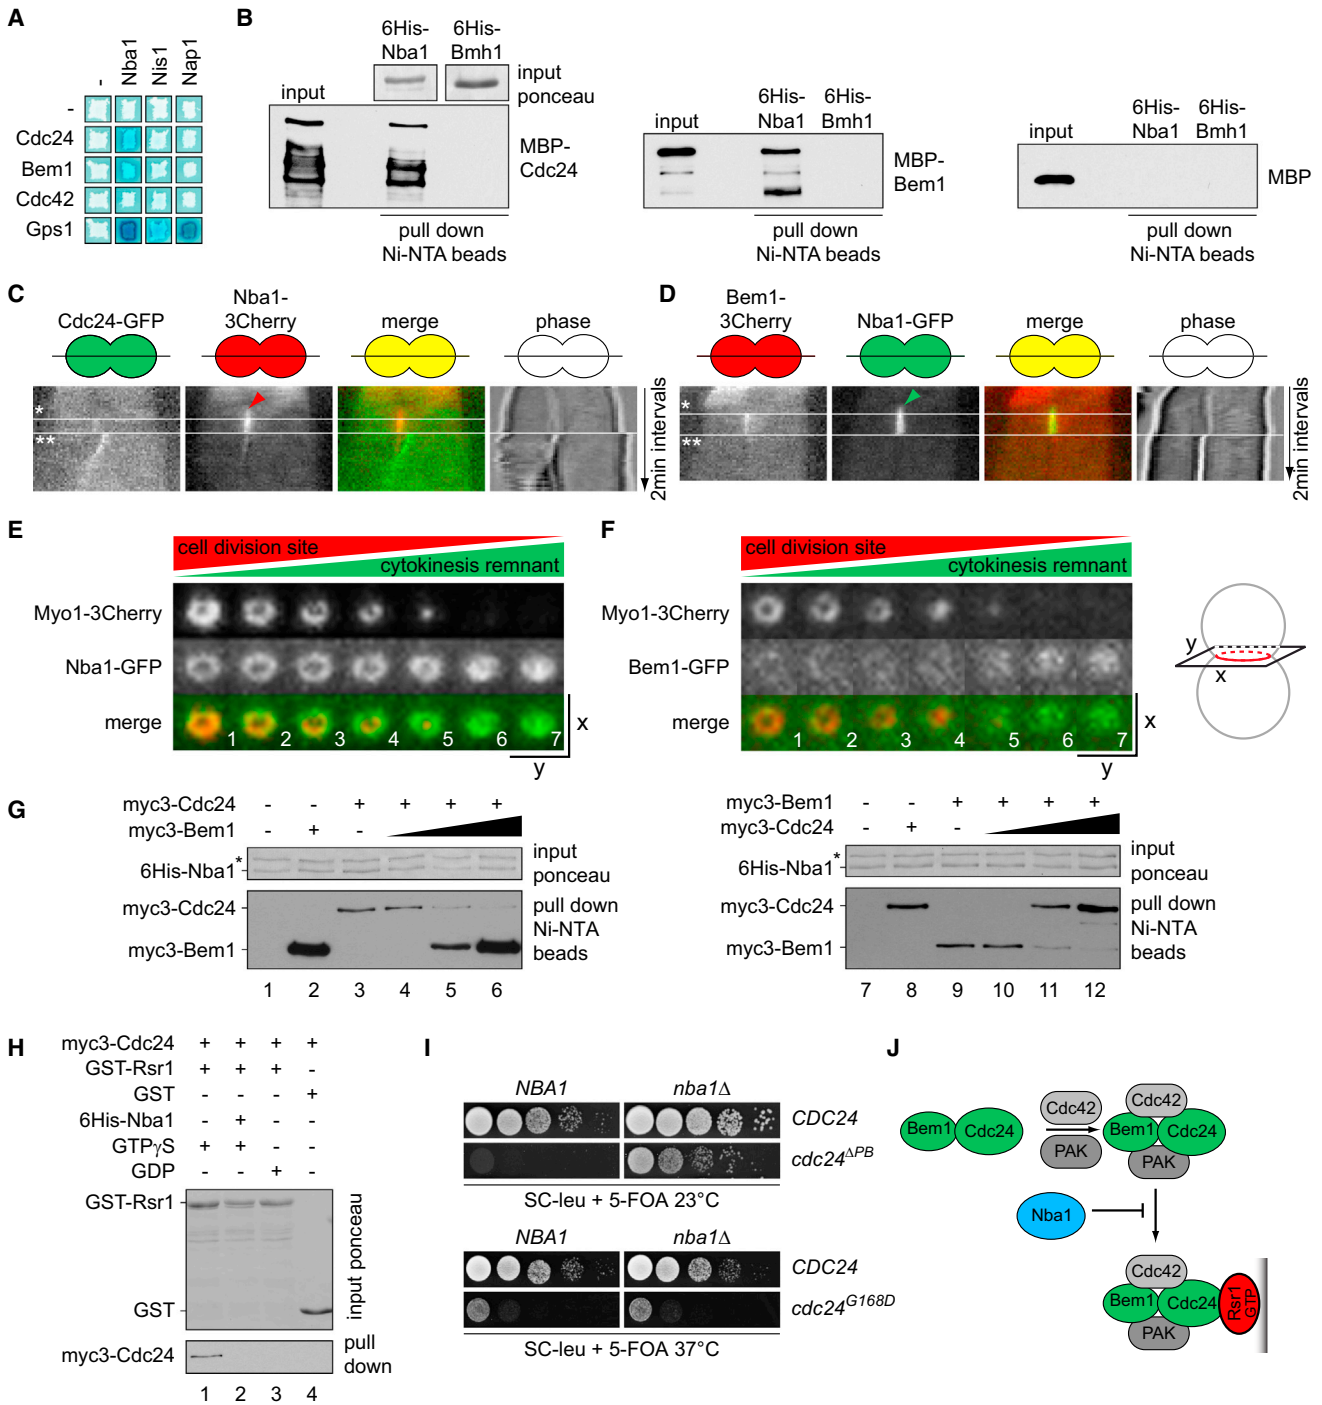 A
- Nba1 Nis1 Nap1
-
Cdc24
Bem1
Cdc42
Gps1
B
6His-
Nba1
6His-
Bmh1
input
ponceau
input
MBP-
Cdc24
pull down
Ni-NTA beads
input
6His-
Nba1
6His-
Bmh1
MBP-
Bem1
pull down
Ni-NTA beads
input
6His-
Nba1
6His-
Bmh1
MBP
pull down
Ni-NTA beads
C
Cdc24-GFP
Nba1-
3Cherry
merge
phase
*
**
2min intervals
D
Bem1-
3Cherry
Nba1-GFP
merge
phase
*
**
2min intervals
E
cell division site
cytokinesis remnant
Myo1-3Cherry
Nba1-GFP
merge
1 2 3 4 5 6 7
x
y
F
cell division site
cytokinesis remnant
Myo1-3Cherry
Bem1-GFP
merge
1 2 3 4 5 6 7
x
y
y
x
G
myc3-Cdc24 - - + + + +
myc3-Bem1 - + -
*
6His-Nba1
input
ponceau
myc3-Cdc24
myc3-Bem1
pull down
Ni-NTA
beads
1 2 3 4 5 6
myc3-Bem1 - - + + + +
myc3-Cdc24 - + -
*
6His-Nba1
input
ponceau
myc3-Cdc24
myc3-Bem1
pull down
Ni-NTA
beads
7 8 9 10 11 12
H
myc3-Cdc24 + + + +
GST-Rsr1 + + + -
GST - - - +
6His-Nba1 - + - -
GTPγS + + - -
GDP - - + -
GST-Rsr1
GST
input ponceau
myc3-Cdc24
pull
down
1 2 3 4
I
NBA1 nba1Δ
CDC24
cdc24ΔPB
SC-leu + 5-FOA 23°C
NBA1 nba1Δ
CDC24
cdc24G168D
SC-leu + 5-FOA 37°C
J
Bem1 Cdc24
Cdc42
PAK
Cdc42
Bem1 Cdc24
PAK
Nba1
Cdc42
Bem1 Cdc24
PAK
Rsr1
GTP